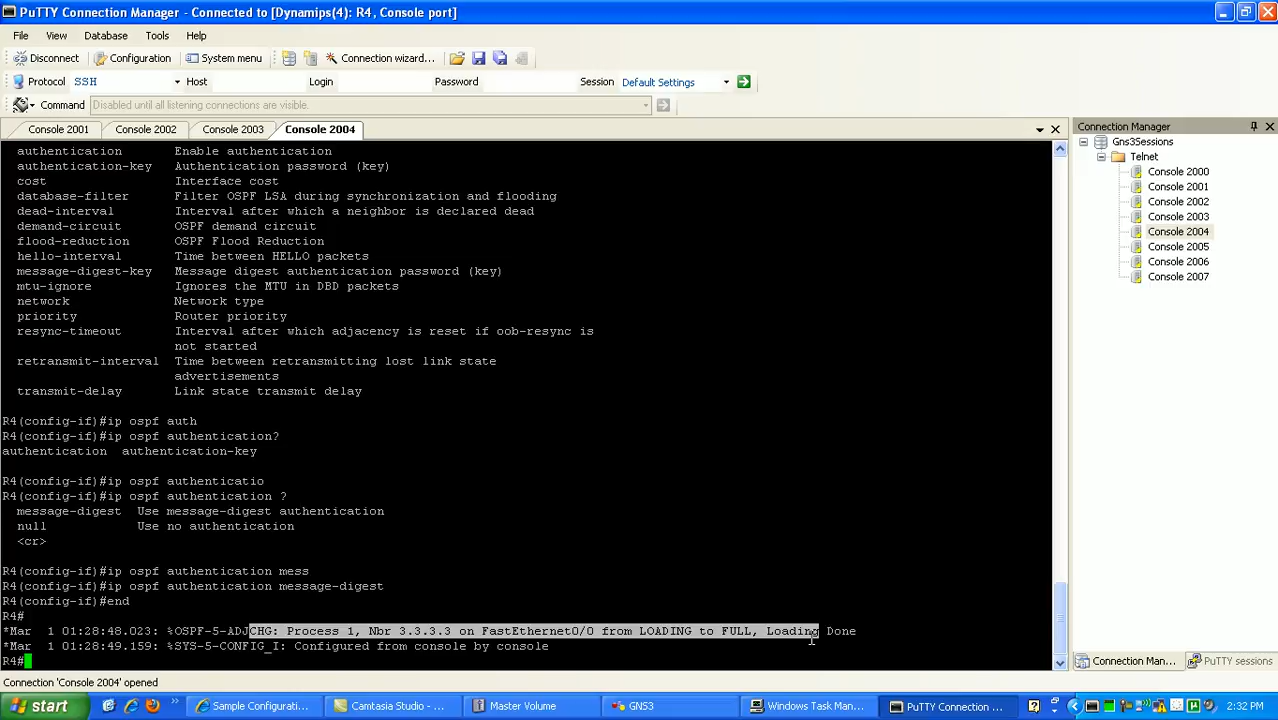 PuTTY Connection Manager - Connected to [Dynamips(4): R4, Console port]
File View Database Tools Help
Disconnect Configuration System menu Connection wizard...
Protocol SSH Host Login Password Session Default Settings
Command Disabled until all listening connections are visible.
Console 2001 Console 2002 Console 2003 Console 2004
authentication Enable authentication
authentication-key Authentication password (key)
cost Interface cost
database-filter Filter OSPF LSA during synchronization and flooding
dead-interval Interval after which a neighbor is declared dead
demand-circuit OSPF demand circuit
flood-reduction OSPF Flood Reduction
hello-interval Time between HELLO packets
message-digest-key Message digest authentication password (key)
mtu-ignore Ignores the MTU in DBD packets
network Network type
priority Router priority
resync-timeout Interval after which adjacency is reset if oob-resync is
not started
retransmit-interval Time between retransmitting lost link state
advertisements
transmit-delay Link state transmit delay
R4(config-if)#ip ospf auth
R4(config-if)#ip ospf authentication?
authentication authentication-key
R4(config-if)#ip ospf authenticatio
R4(config-if)#ip ospf authentication ?
message-digest Use message-digest authentication
null Use no authentication
<cr>
R4(config-if)#ip ospf authentication mess
R4(config-if)#ip ospf authentication message-digest
R4(config-if)#end
R4#
*Mar 1 01:28:48.023: %OSPF-5-ADJCHG: Process 1, Nbr 3.3.3.3 on FastEthernet0/0 from LOADING to FULL, Loading Done
*Mar 1 01:28:49.159: %SYS-5-CONFIG_I: Configured from console by console
R4#
Connection Manager
Gns3Sessions
Telnet
Console 2000
Console 2001
Console 2002
Console 2003
Console 2004
Console 2005
Console 2006
Console 2007
Connection Man... PuTTY sessions
Connection 'Console 2004' opened
start Sample Configurati... Camtasia Studio - ... Master Volume GNS3 Windows Task Man... PuTTY Connection ... 2:32 PM